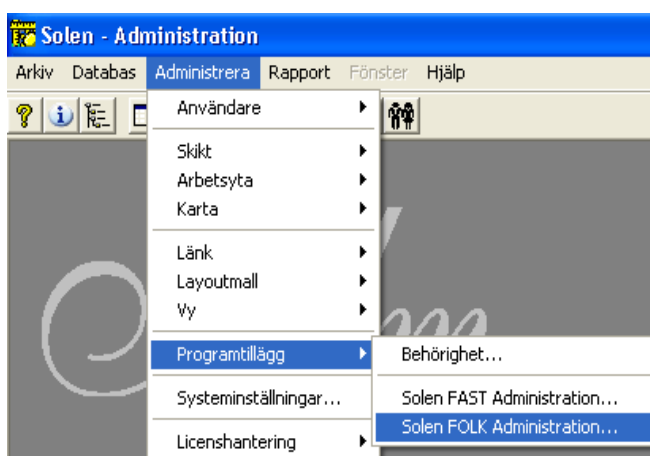 Solen - Administration
Arkiv Databas Administrera Rapport Fönster Hjälp
Användare
Skikt
Arbetsyta
Karta
Länk
Layoutmall
Vy
Programtillägg
Systeminställningar...
Licenshantering
Behörighet...
Solen FAST Administration...
Solen FOLK Administration...